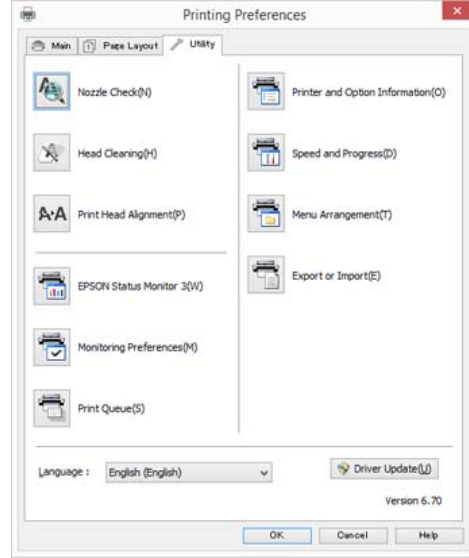 Printing Preferences
Main
Page Layout
Utility
Nozzle Check(N)
Head Cleaning(H)
Print Head Alignment(P)
EPSON Status Monitor 3(W)
Monitoring Preferences(M)
Print Queue(S)
Printer and Option Information(O)
Speed and Progress(D)
Menu Arrangement(T)
Export or Import(E)
Language : English (English)
Driver Update(U)
Version 6.70
OK Cancel Help